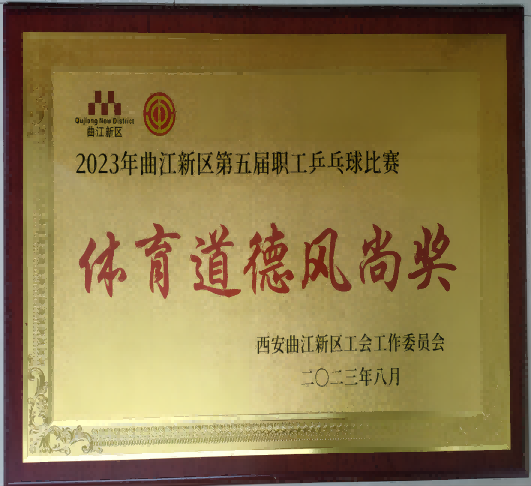 Qujiang New District
曲江新区
2023年曲江新区第五届职工乒乓球比赛
体育道德风尚奖
西安曲江新区工会工作委员会
二〇二三年八月